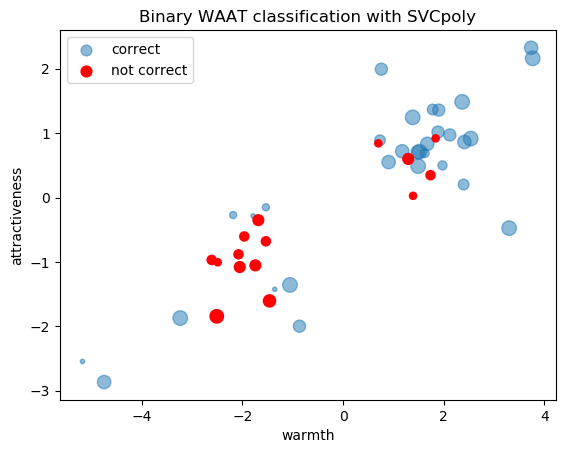 Binary WAAT classification with SVCpoly
correct
not correct
attractiveness
2
1
0
−1
−2
−3
−4
−2
0
2
4
warmth